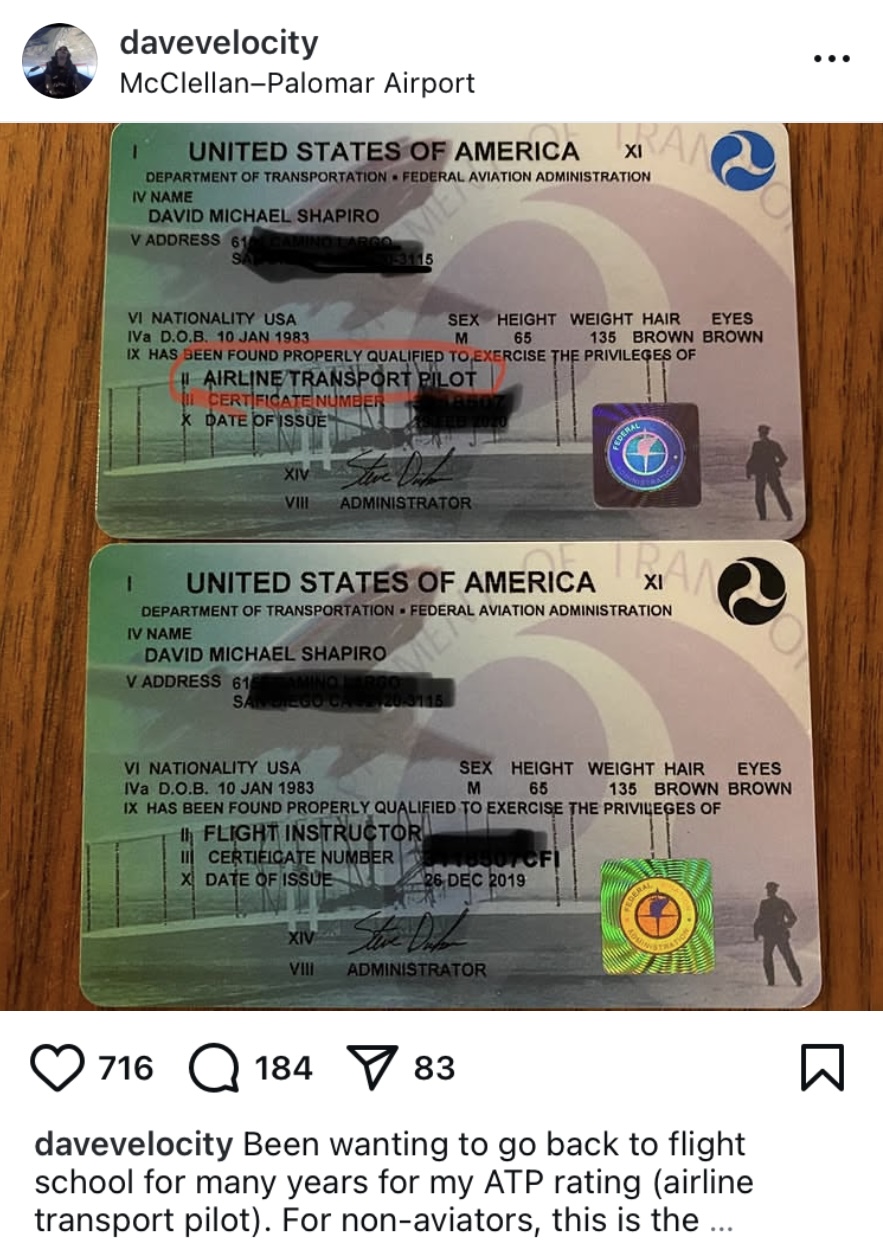 davevelocity
McClellan–Palomar Airport
I UNITED STATES OF AMERICA XI
DEPARTMENT OF TRANSPORTATION • FEDERAL AVIATION ADMINISTRATION
IV NAME
DAVID MICHAEL SHAPIRO
V ADDRESS
VI NATIONALITY USA SEX HEIGHT WEIGHT HAIR EYES
IVa D.O.B. 10 JAN 1983 M 65 135 BROWN BROWN
IX HAS BEEN FOUND PROPERLY QUALIFIED TO EXERCISE THE PRIVILEGES OF
II AIRLINE TRANSPORT PILOT
III CERTIFICATE NUMBER
X DATE OF ISSUE
XIV
VIII ADMINISTRATOR
I UNITED STATES OF AMERICA XI
DEPARTMENT OF TRANSPORTATION • FEDERAL AVIATION ADMINISTRATION
IV NAME
DAVID MICHAEL SHAPIRO
V ADDRESS
VI NATIONALITY USA SEX HEIGHT WEIGHT HAIR EYES
IVa D.O.B. 10 JAN 1983 M 65 135 BROWN BROWN
IX HAS BEEN FOUND PROPERLY QUALIFIED TO EXERCISE THE PRIVILEGES OF
II FLIGHT INSTRUCTOR
III CERTIFICATE NUMBER
X DATE OF ISSUE 26 DEC 2019
XIV
VIII ADMINISTRATOR
716 184 83
davevelocity Been wanting to go back to flight
school for many years for my ATP rating (airline
transport pilot). For non-aviators, this is the ...